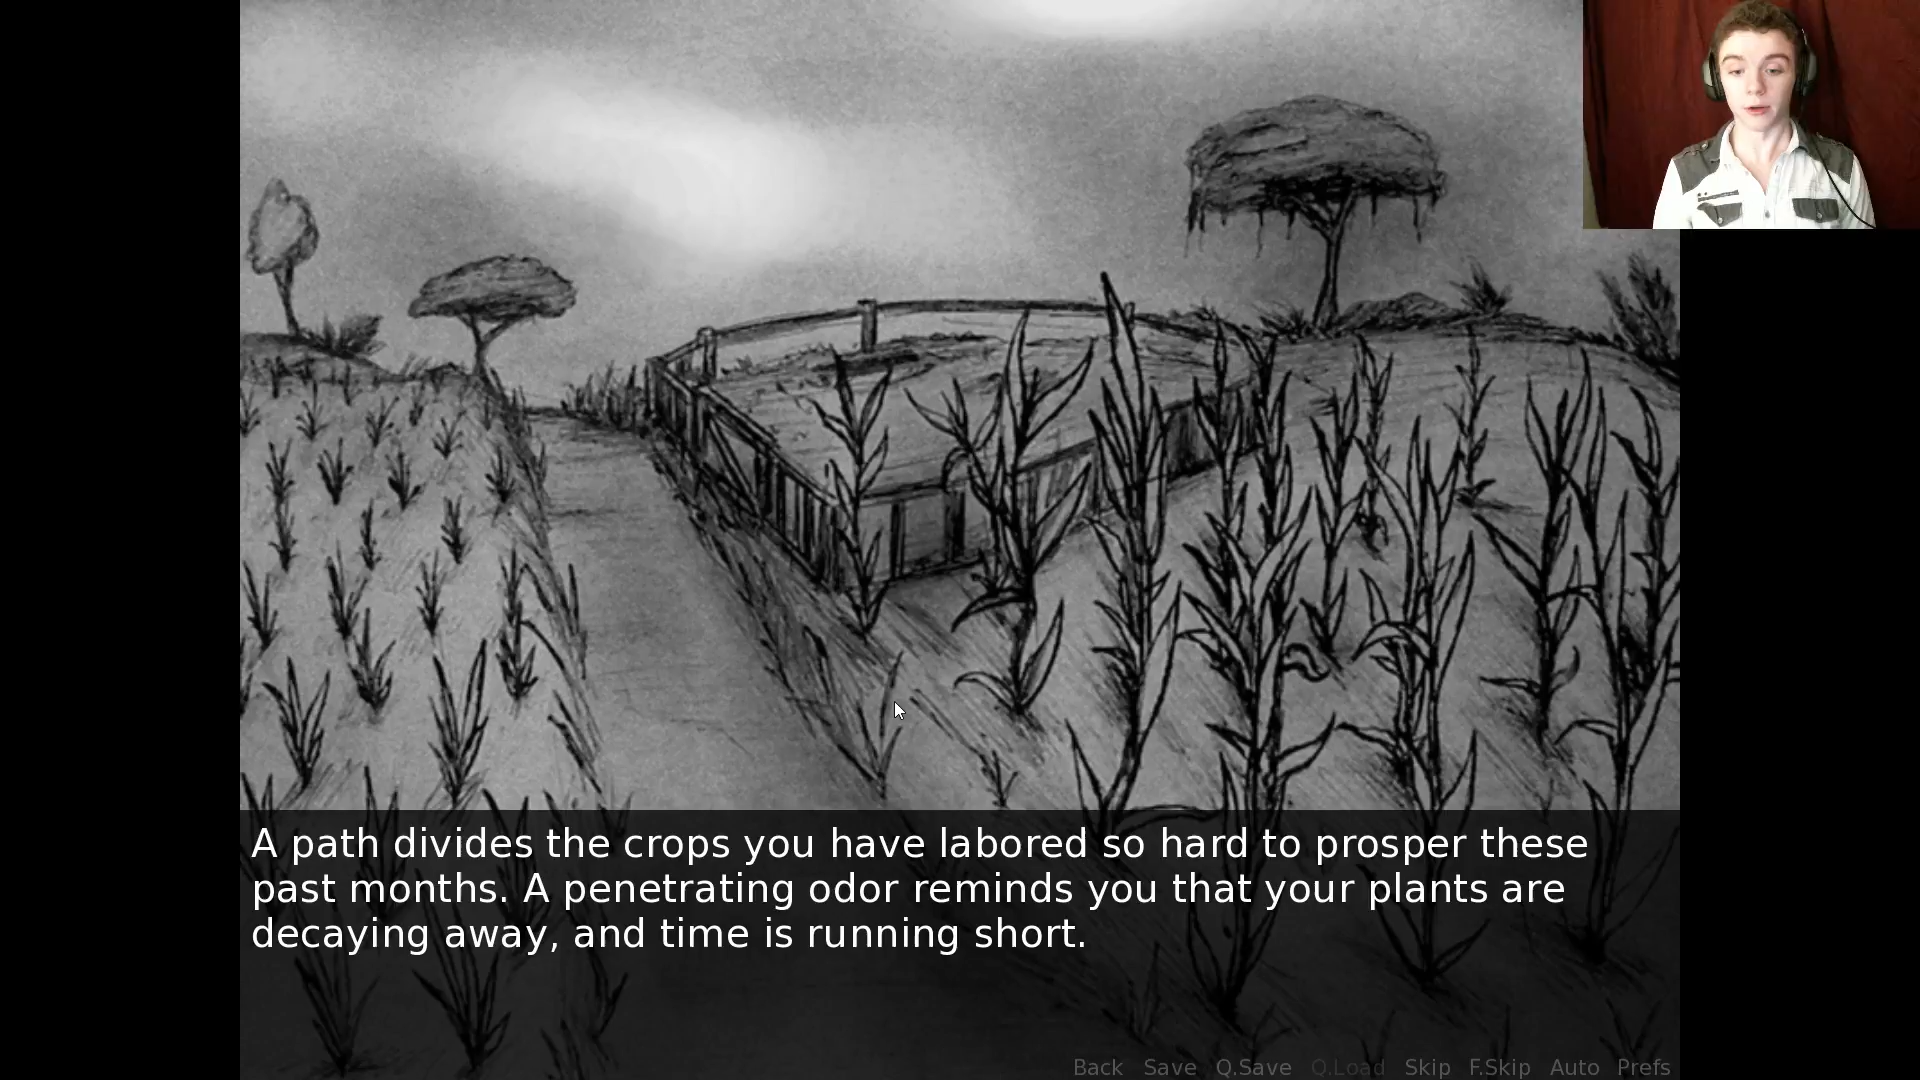 A path divides the crops you have labored so hard to prosper these
past months. A penetrating odor reminds you that your plants are
decaying away, and time is running short.
Back Save Q.Save Q.Load Skip F.Skip Auto Prefs